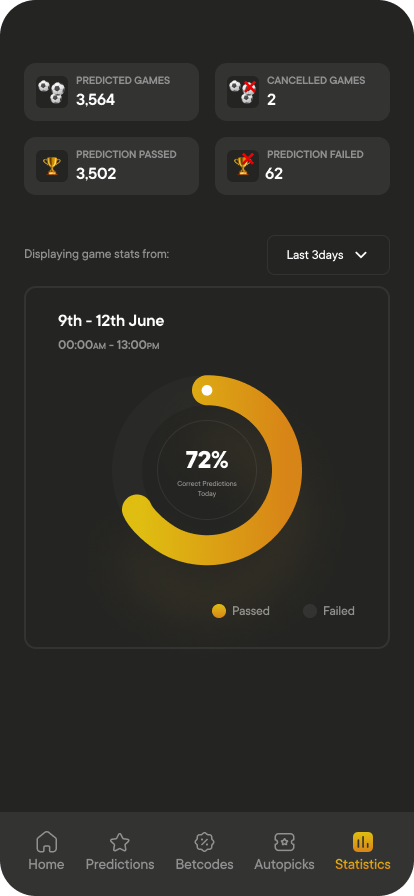 PREDICTED GAMES
3,564
CANCELLED GAMES
2
PREDICTION PASSED
3,502
PREDICTION FAILED
62
Displaying game stats from:
Last 3days
9th - 12th June
00:00AM - 13:00PM
72%
Correct Predictions
Today
Passed
Failed
Home
Predictions
Betcodes
Autopicks
Statistics